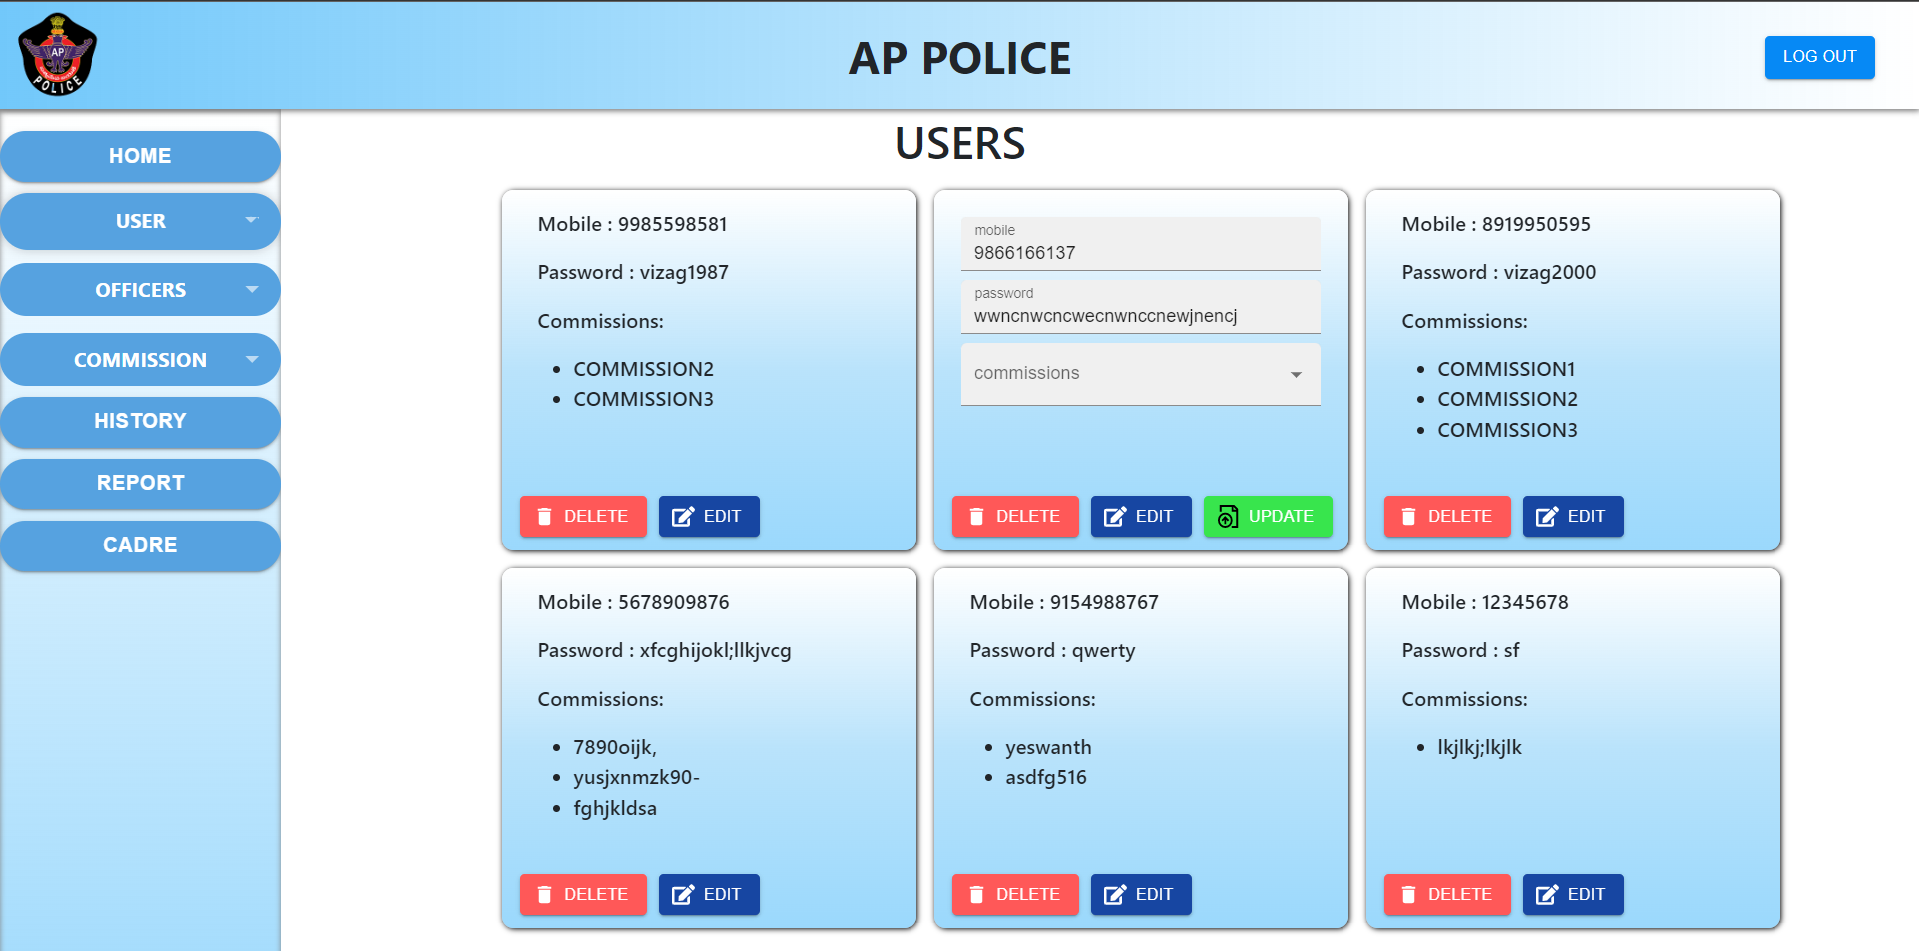 AP
POLICE
AP POLICE
LOG OUT
HOME
USER
OFFICERS
COMMISSION
HISTORY
REPORT
CADRE
USERS
Mobile : 9985598581
Password : vizag1987
Commissions:
COMMISSION2
COMMISSION3
DELETE EDIT
mobile
9866166137
password
wwncnwcncwecnwnccnewjnencj
commissions
DELETE EDIT UPDATE
Mobile : 8919950595
Password : vizag2000
Commissions:
COMMISSION1
COMMISSION2
COMMISSION3
DELETE EDIT
Mobile : 5678909876
Password : xfcghijokl;llkjvcg
Commissions:
7890oijk,
yusjxnmzk90-
fghjkldsa
DELETE EDIT
Mobile : 9154988767
Password : qwerty
Commissions:
yeswanth
asdfg516
DELETE EDIT
Mobile : 12345678
Password : sf
Commissions:
lkjlkj;lkjlk
DELETE EDIT